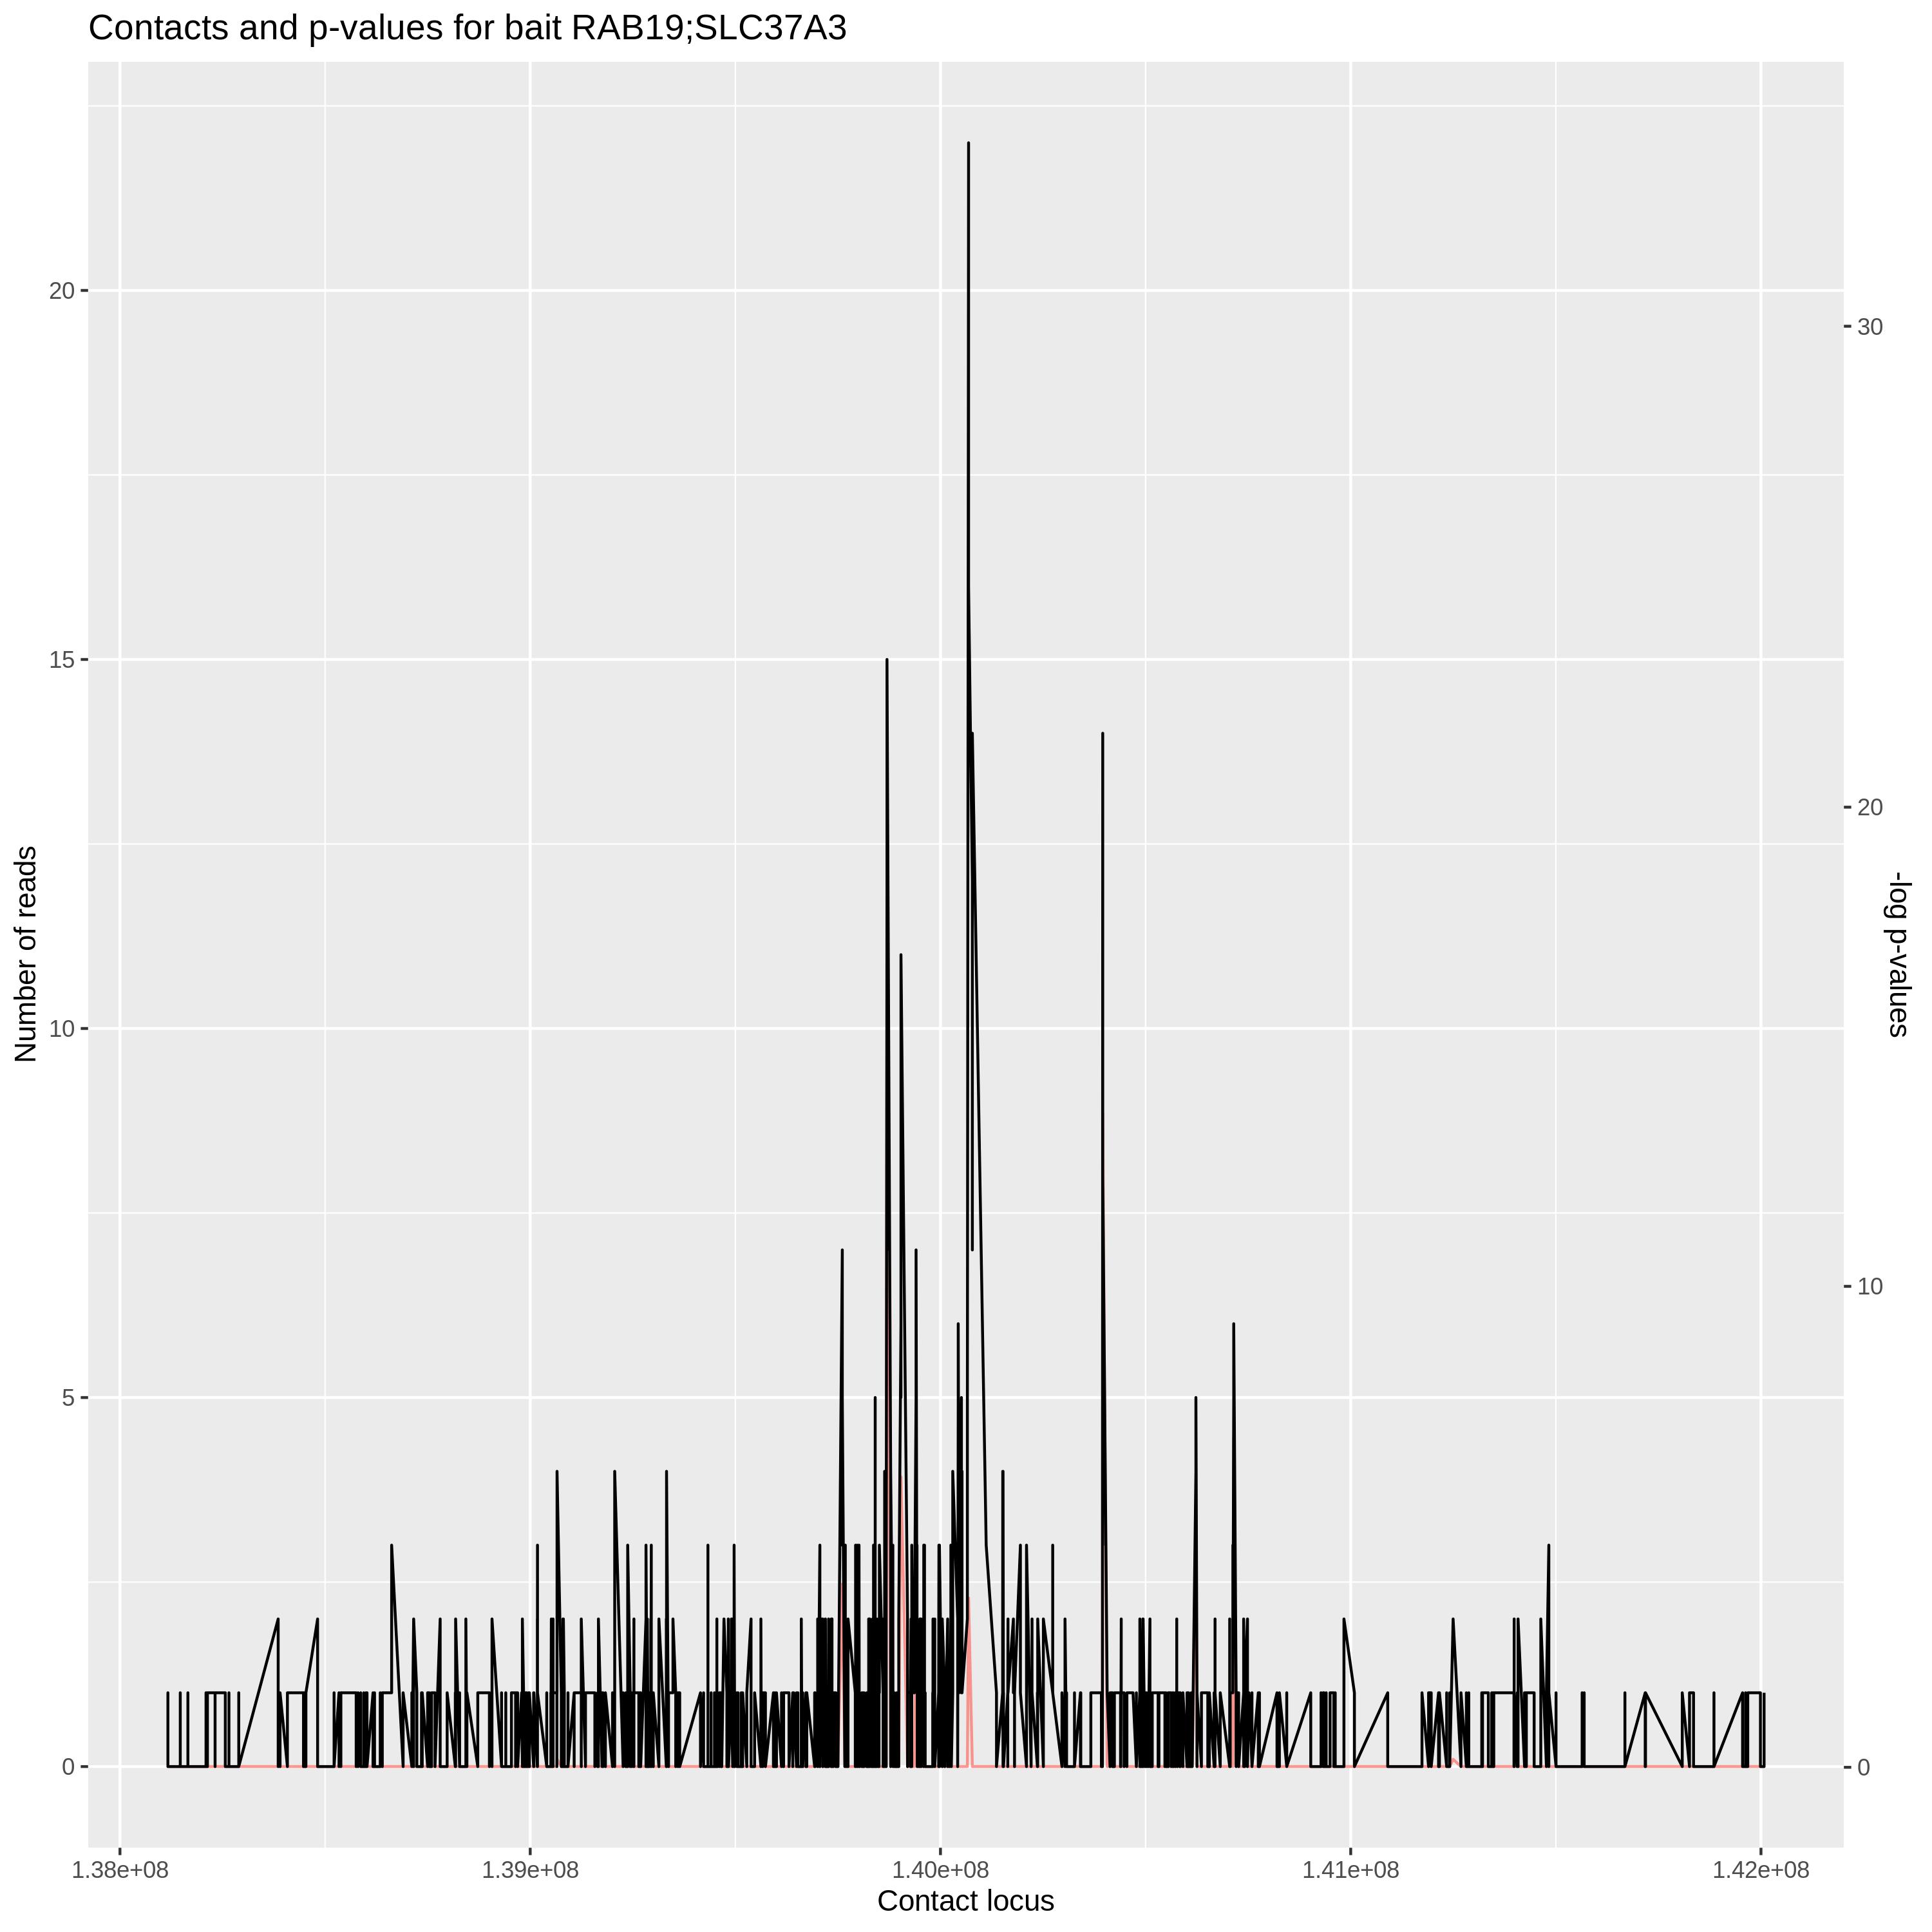 Contacts and p-values for bait RAB19;SLC37A3
Number of reads
20
15
10
5
0
30
20
10
0
-log p-values
1.38e+08
1.39e+08
1.40e+08
1.41e+08
1.42e+08
Contact locus